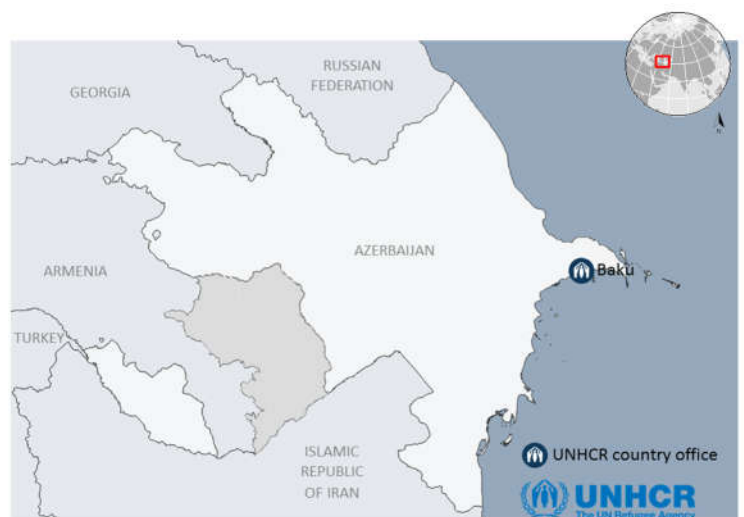 RUSSIAN
FEDERATION
GEORGIA
N
AZERBAIJAN
ARMENIA
Baku
TURKEY
ISLAMIC
REPUBLIC
OF IRAN
UNHCR country office
UNHCR
The UN Refugee Agency